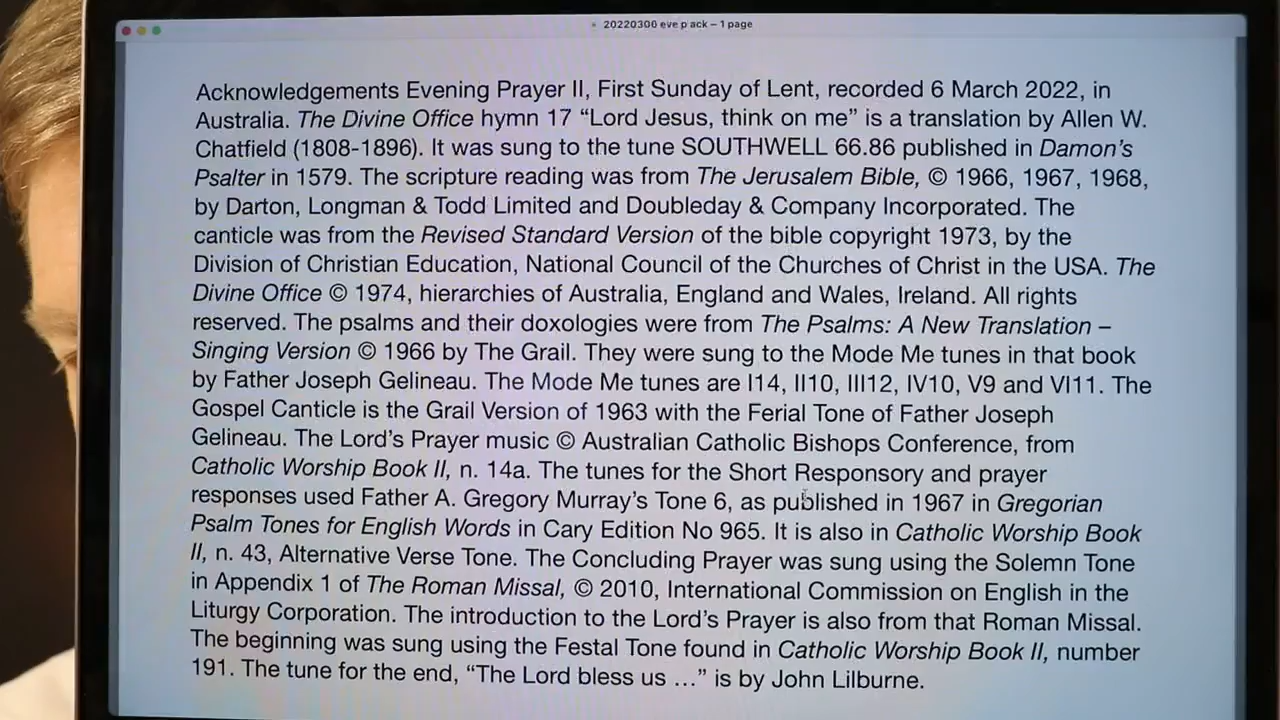 20220300 eve p ack – 1 page
Acknowledgements Evening Prayer II, First Sunday of Lent, recorded 6 March 2022, in
Australia. The Divine Office hymn 17 “Lord Jesus, think on me” is a translation by Allen W.
Chatfield (1808-1896). It was sung to the tune SOUTHWELL 66.86 published in Damon’s
Psalter in 1579. The scripture reading was from The Jerusalem Bible, © 1966, 1967, 1968,
by Darton, Longman & Todd Limited and Doubleday & Company Incorporated. The
canticle was from the Revised Standard Version of the bible copyright 1973, by the
Division of Christian Education, National Council of the Churches of Christ in the USA. The
Divine Office © 1974, hierarchies of Australia, England and Wales, Ireland. All rights
reserved. The psalms and their doxologies were from The Psalms: A New Translation –
Singing Version © 1966 by The Grail. They were sung to the Mode Me tunes in that book
by Father Joseph Gelineau. The Mode Me tunes are I14, II10, III12, IV10, V9 and VI11. The
Gospel Canticle is the Grail Version of 1963 with the Ferial Tone of Father Joseph
Gelineau. The Lord’s Prayer music © Australian Catholic Bishops Conference, from
Catholic Worship Book II, n. 14a. The tunes for the Short Responsory and prayer
responses used Father A. Gregory Murray’s Tone 6, as published in 1967 in Gregorian
Psalm Tones for English Words in Cary Edition No 965. It is also in Catholic Worship Book
II, n. 43, Alternative Verse Tone. The Concluding Prayer was sung using the Solemn Tone
in Appendix 1 of The Roman Missal, © 2010, International Commission on English in the
Liturgy Corporation. The introduction to the Lord’s Prayer is also from that Roman Missal.
The beginning was sung using the Festal Tone found in Catholic Worship Book II, number
191. The tune for the end, “The Lord bless us …” is by John Lilburne.